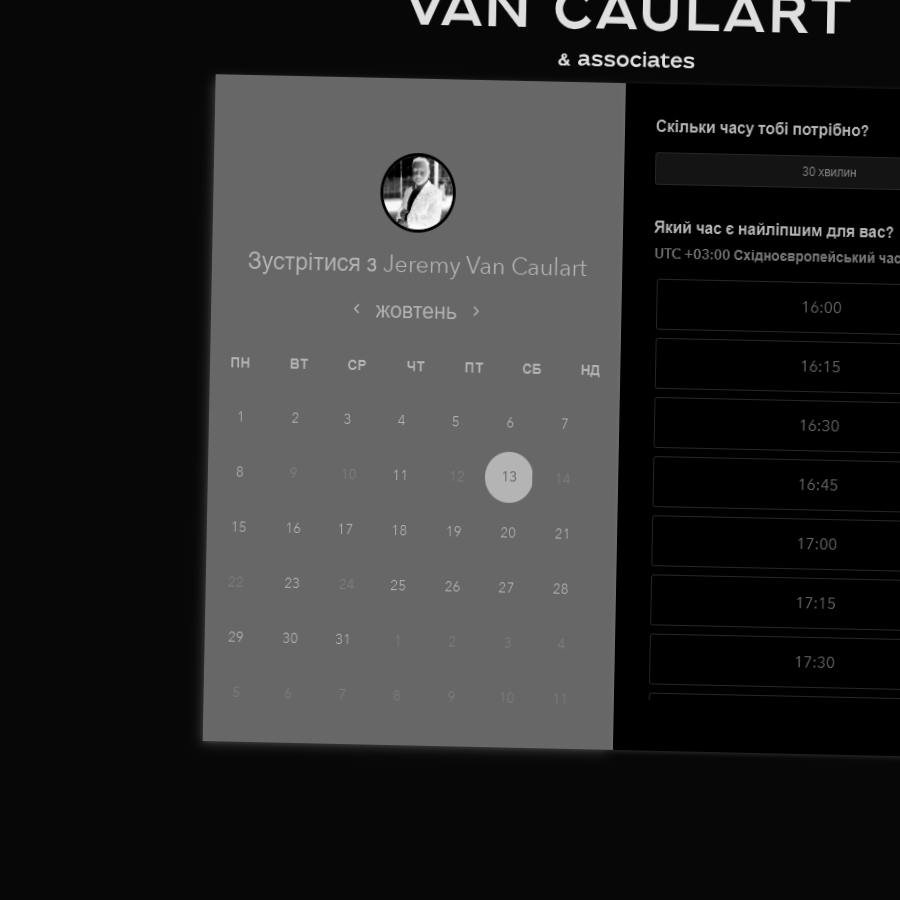 VAN CAULART
& associates
Зустрітися з Jeremy Van Caulart
‹ жовтень ›
ПН ВТ СР ЧТ ПТ СБ НД
1 2 3 4 5 6 7
8 9 10 11 12 13 14
15 16 17 18 19 20 21
22 23 24 25 26 27 28
29 30 31 1 2 3 4
5 6 7 8 9 10 11
Скільки часу тобі потрібно?
30 хвилин
Який час є найліпшим для вас?
UTC +03:00 Східноєвропейський час
16:00
16:15
16:30
16:45
17:00
17:15
17:30